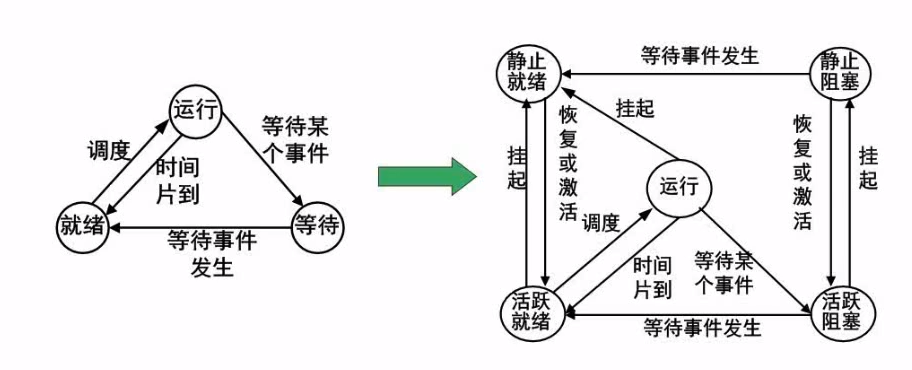 运行
调度
等待某
个事件
时间
片到
就绪
等待
等待事件
发生
静止
就绪
等待事件发生
静止
阻塞
挂起
恢复或激活
挂起
恢复或激活
挂起
运行
调度
时间
片到
等待某
个事件
活跃
就绪
等待事件发生
活跃
阻塞